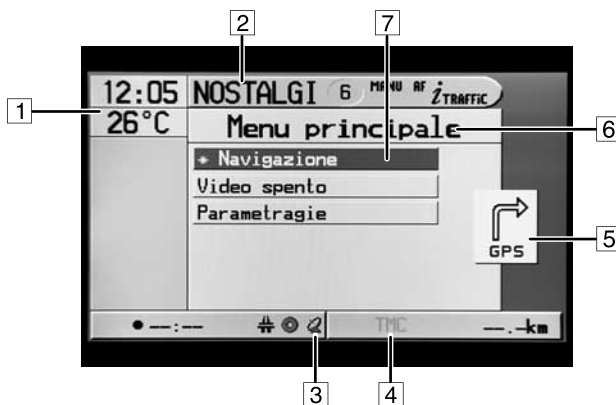 2
7
12:05 NOSTALGI 6 MANU AF i TRAFFIC
1
26°C Menu principale
6
Navigazione
Video spento
Parametragie
GPS
5
--:-- TMC --.-km
3
4